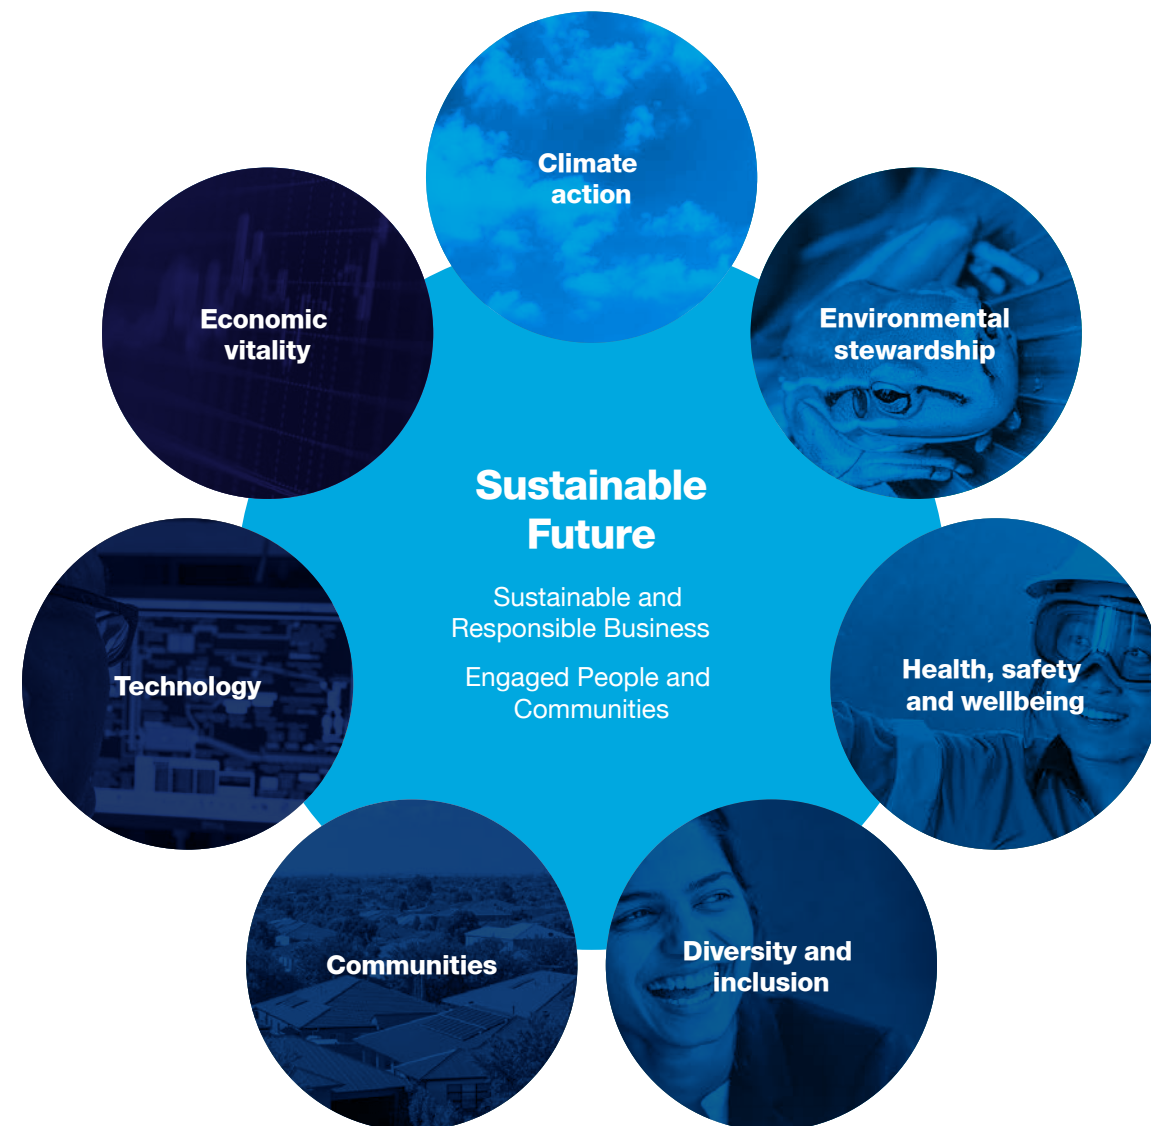 Climate
action
Economic
vitality
Environmental
stewardship
Sustainable
Future
Sustainable and
Responsible Business
Engaged People and
Communities
Technology
Health, safety
and wellbeing
Communities
Diversity and
inclusion